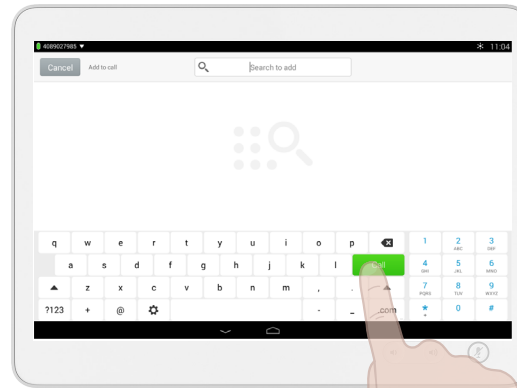 4089027985 11:04
Cancel Add to call Search to add
q w e r t y u i o p 1 2 ABC 3 DEF
a s d f g h j k l Call 4 GHI 5 JKL 6 MNO
z x c v b n m , . 7 PQRS 8 TUV 9 WXYZ
?123 + @ - _ .com * 0 #
+